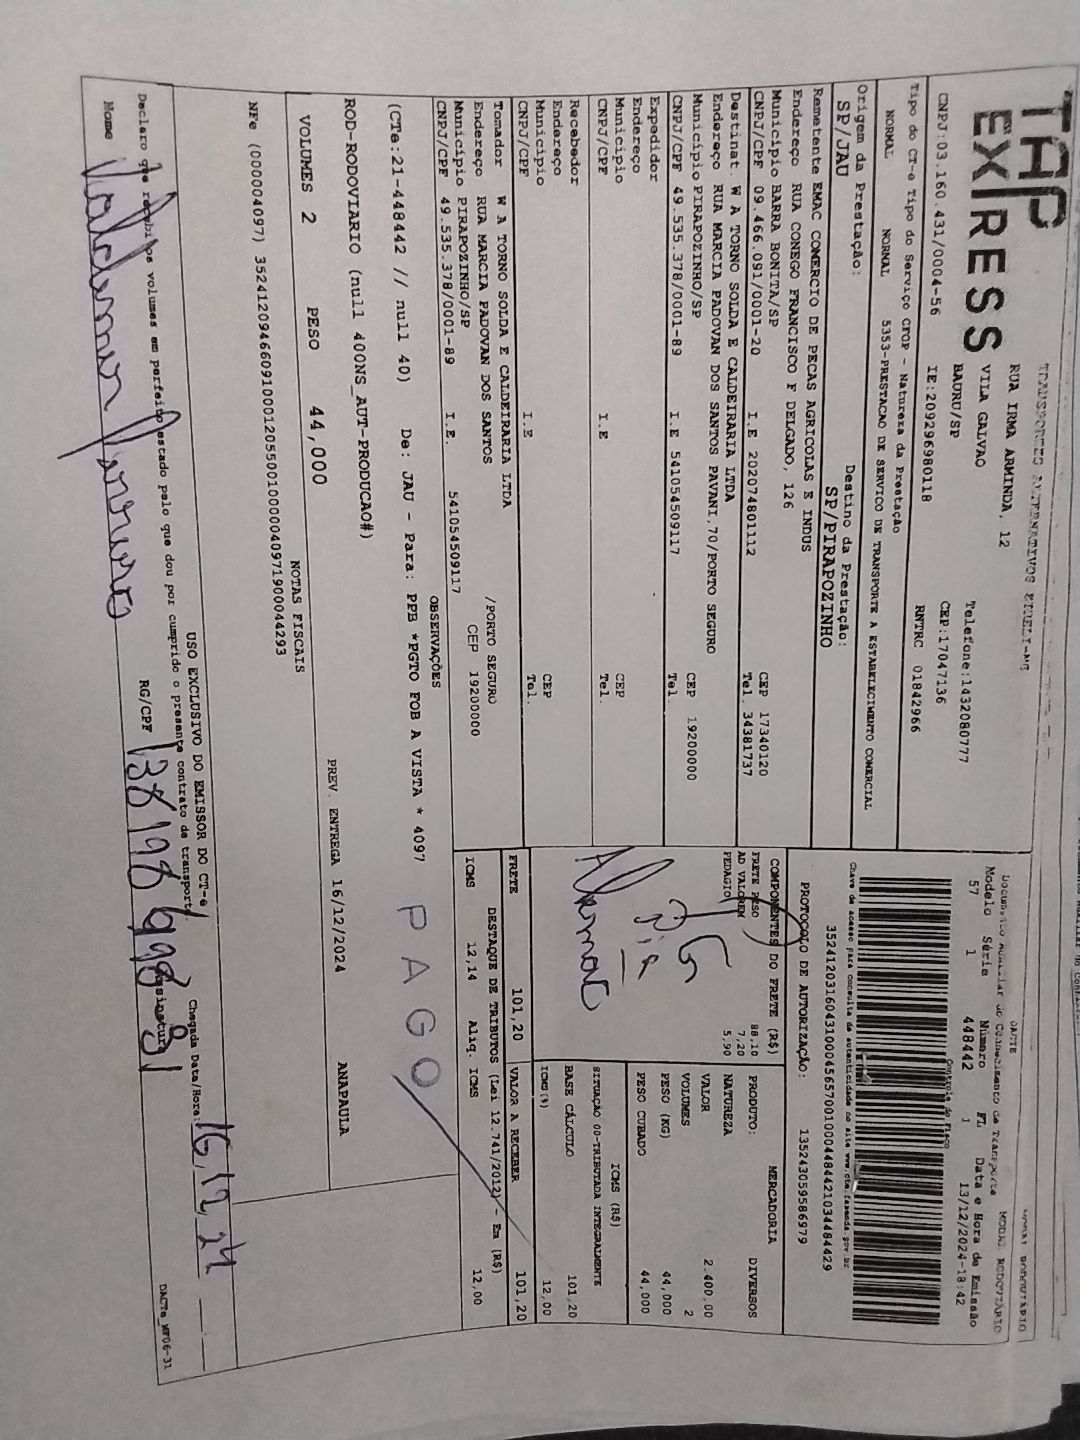 TAP
EXPRESS
TRANSPORTES ALTERNATIVOS EIRELI-ME
RUA IRMA ARMINDA, 12
VILA GALVAO
BAURU/SP
Telefone:1432080777
CEP:17047136
CNPJ:03.160.431/0004-56 IE:209296980118 RNTRC 01842966
Tipo do CT-e Tipo do Serviço CFOP - Natureza da Prestação
NORMAL NORMAL 5353-PRESTACAO DE SERVICO DE TRANSPORTE A ESTABELECIMENTO COMERCIAL
Origem da Prestação: Destino da Prestação:
SP/JAU SP/PIRAPOZINHO
Remetente EMAC COMERCIO DE PECAS AGRICOLAS E INDUS
Endereço RUA CONEGO FRANCISCO F DELGADO, 126
Município BARRA BONITA/SP CEP 17340120
CNPJ/CPF 09.466.091/0001-20 I.E 202074801112 Tel. 34381737
Destinat. W A TORNO SOLDA E CALDEIRARIA LTDA
Endereço RUA MARCIA PADOVAN DOS SANTOS PAVANI,70/PORTO SEGURO
Município PIRAPOZINHO/SP CEP 19200000
CNPJ/CPF 49.535.378/0001-89 I.E 541054509117 Tel.
Expedidor
Endereço
Município CEP
CNPJ/CPF I.E Tel.
Recebedor
Endereço
Município CEP
CNPJ/CPF I.E Tel.
Tomador W A TORNO SOLDA E CALDEIRARIA LTDA
Endereço RUA MARCIA PADOVAN DOS SANTOS /PORTO SEGURO
Município PIRAPOZINHO/SP CEP 19200000
CNPJ/CPF 49.535.378/0001-89 I.E. 541054509117
DACTE
Documento Auxiliar do Conhecimento de Transporte
MODAL RODOVIÁRIO
Modelo Série Número FL Data e Hora de Emissão
57 1 448442 1 13/12/2024-18:42
Controle do Fisco
Chave de acesso para consulta de autenticidade no site www.cte.fazenda.gov.br
35241203160431000456570010004484421034484429
PROTOCOLO DE AUTORIZAÇÃO: 135243059586979
COMPONENTES DO FRETE (R$)
FRETE PESO 88,10
AD VALOREM 7,20
PEDAGIO 5,90
MERCADORIA
PRODUTO: DIVERSOS
NATUREZA
VALOR 2.400,00
VOLUMES 2
PESO (KG) 44,000
PESO CUBADO 44,000
ICMS (R$)
SITUAÇÃO 00-TRIBUTADA INTEGRALMENTE
BASE CÁLCULO 101,20
ICMS(%) 12,00
FRETE 101,20 VALOR A RECEBER 101,20
DESTAQUE DE TRIBUTOS (Lei 12.741/2012) - Em (R$)
ICMS 12,14 Aliq. ICMS 12,00
OBSERVAÇÕES
(CTe:21-448442 // null 40) De: JAU - Para: PPB *PGTO FOB A VISTA * 4097
PAGO
ROD-RODOVIARIO (null 400NS_AUT-PRODUCAO#)
VOLUMES 2 PESO 44,000 PREV. ENTREGA 16/12/2024 ANAPAULA
NOTAS FISCAIS
NFe (000004097) 35241209466091000120550010000040971900044293
USO EXCLUSIVO DO EMISSOR DO CT-e
Declaro que recebi os volumes em perfeito estado pelo que dou por cumprido o presente contrato de transporte.
Chegada Data/Hora: 16/12/24
Nome RG/CPF Assinatura
DACTe_MF06-31